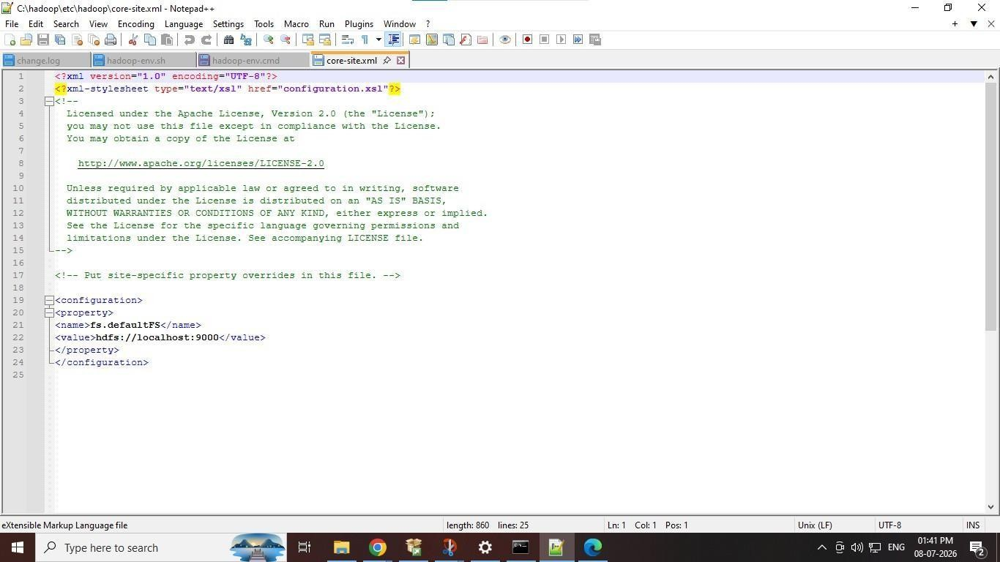 C:\hadoop\etc\hadoop\core-site.xml - Notepad++
File Edit Search View Encoding Language Settings Tools Macro Run Plugins Window ?
change.log hadoop-env.sh hadoop-env.cmd core-site.xml
1 <?xml version="1.0" encoding="UTF-8"?>
2 <?xml-stylesheet type="text/xsl" href="configuration.xsl"?>
3 <!--
4 Licensed under the Apache License, Version 2.0 (the "License");
5 you may not use this file except in compliance with the License.
6 You may obtain a copy of the License at
7
8 http://www.apache.org/licenses/LICENSE-2.0
9
10 Unless required by applicable law or agreed to in writing, software
11 distributed under the License is distributed on an "AS IS" BASIS,
12 WITHOUT WARRANTIES OR CONDITIONS OF ANY KIND, either express or implied.
13 See the License for the specific language governing permissions and
14 limitations under the License. See accompanying LICENSE file.
15 -->
16
17 <!-- Put site-specific property overrides in this file. -->
18
19 <configuration>
20 <property>
21 <name>fs.defaultFS</name>
22 <value>hdfs://localhost:9000</value>
23 </property>
24 </configuration>
25
eXtensible Markup Language file length: 860 lines: 25 Ln: 1 Col: 1 Pos: 1 Unix (LF) UTF-8 INS
Type here to search ENG 01:41 PM
08-07-2026 2